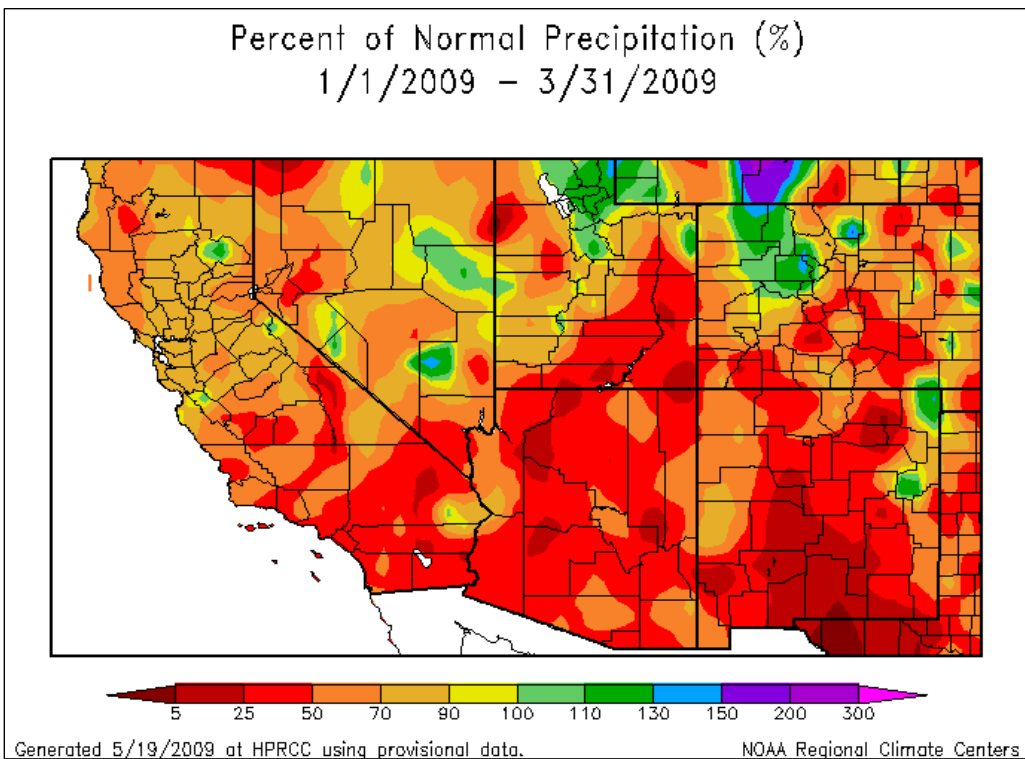 Percent of Normal Precipitation (%)
1/1/2009 – 3/31/2009
5 25 50 70 90 100 110 130 150 200 300
Generated 5/19/2009 at HPRCC using provisional data.
NOAA Regional Climate Centers